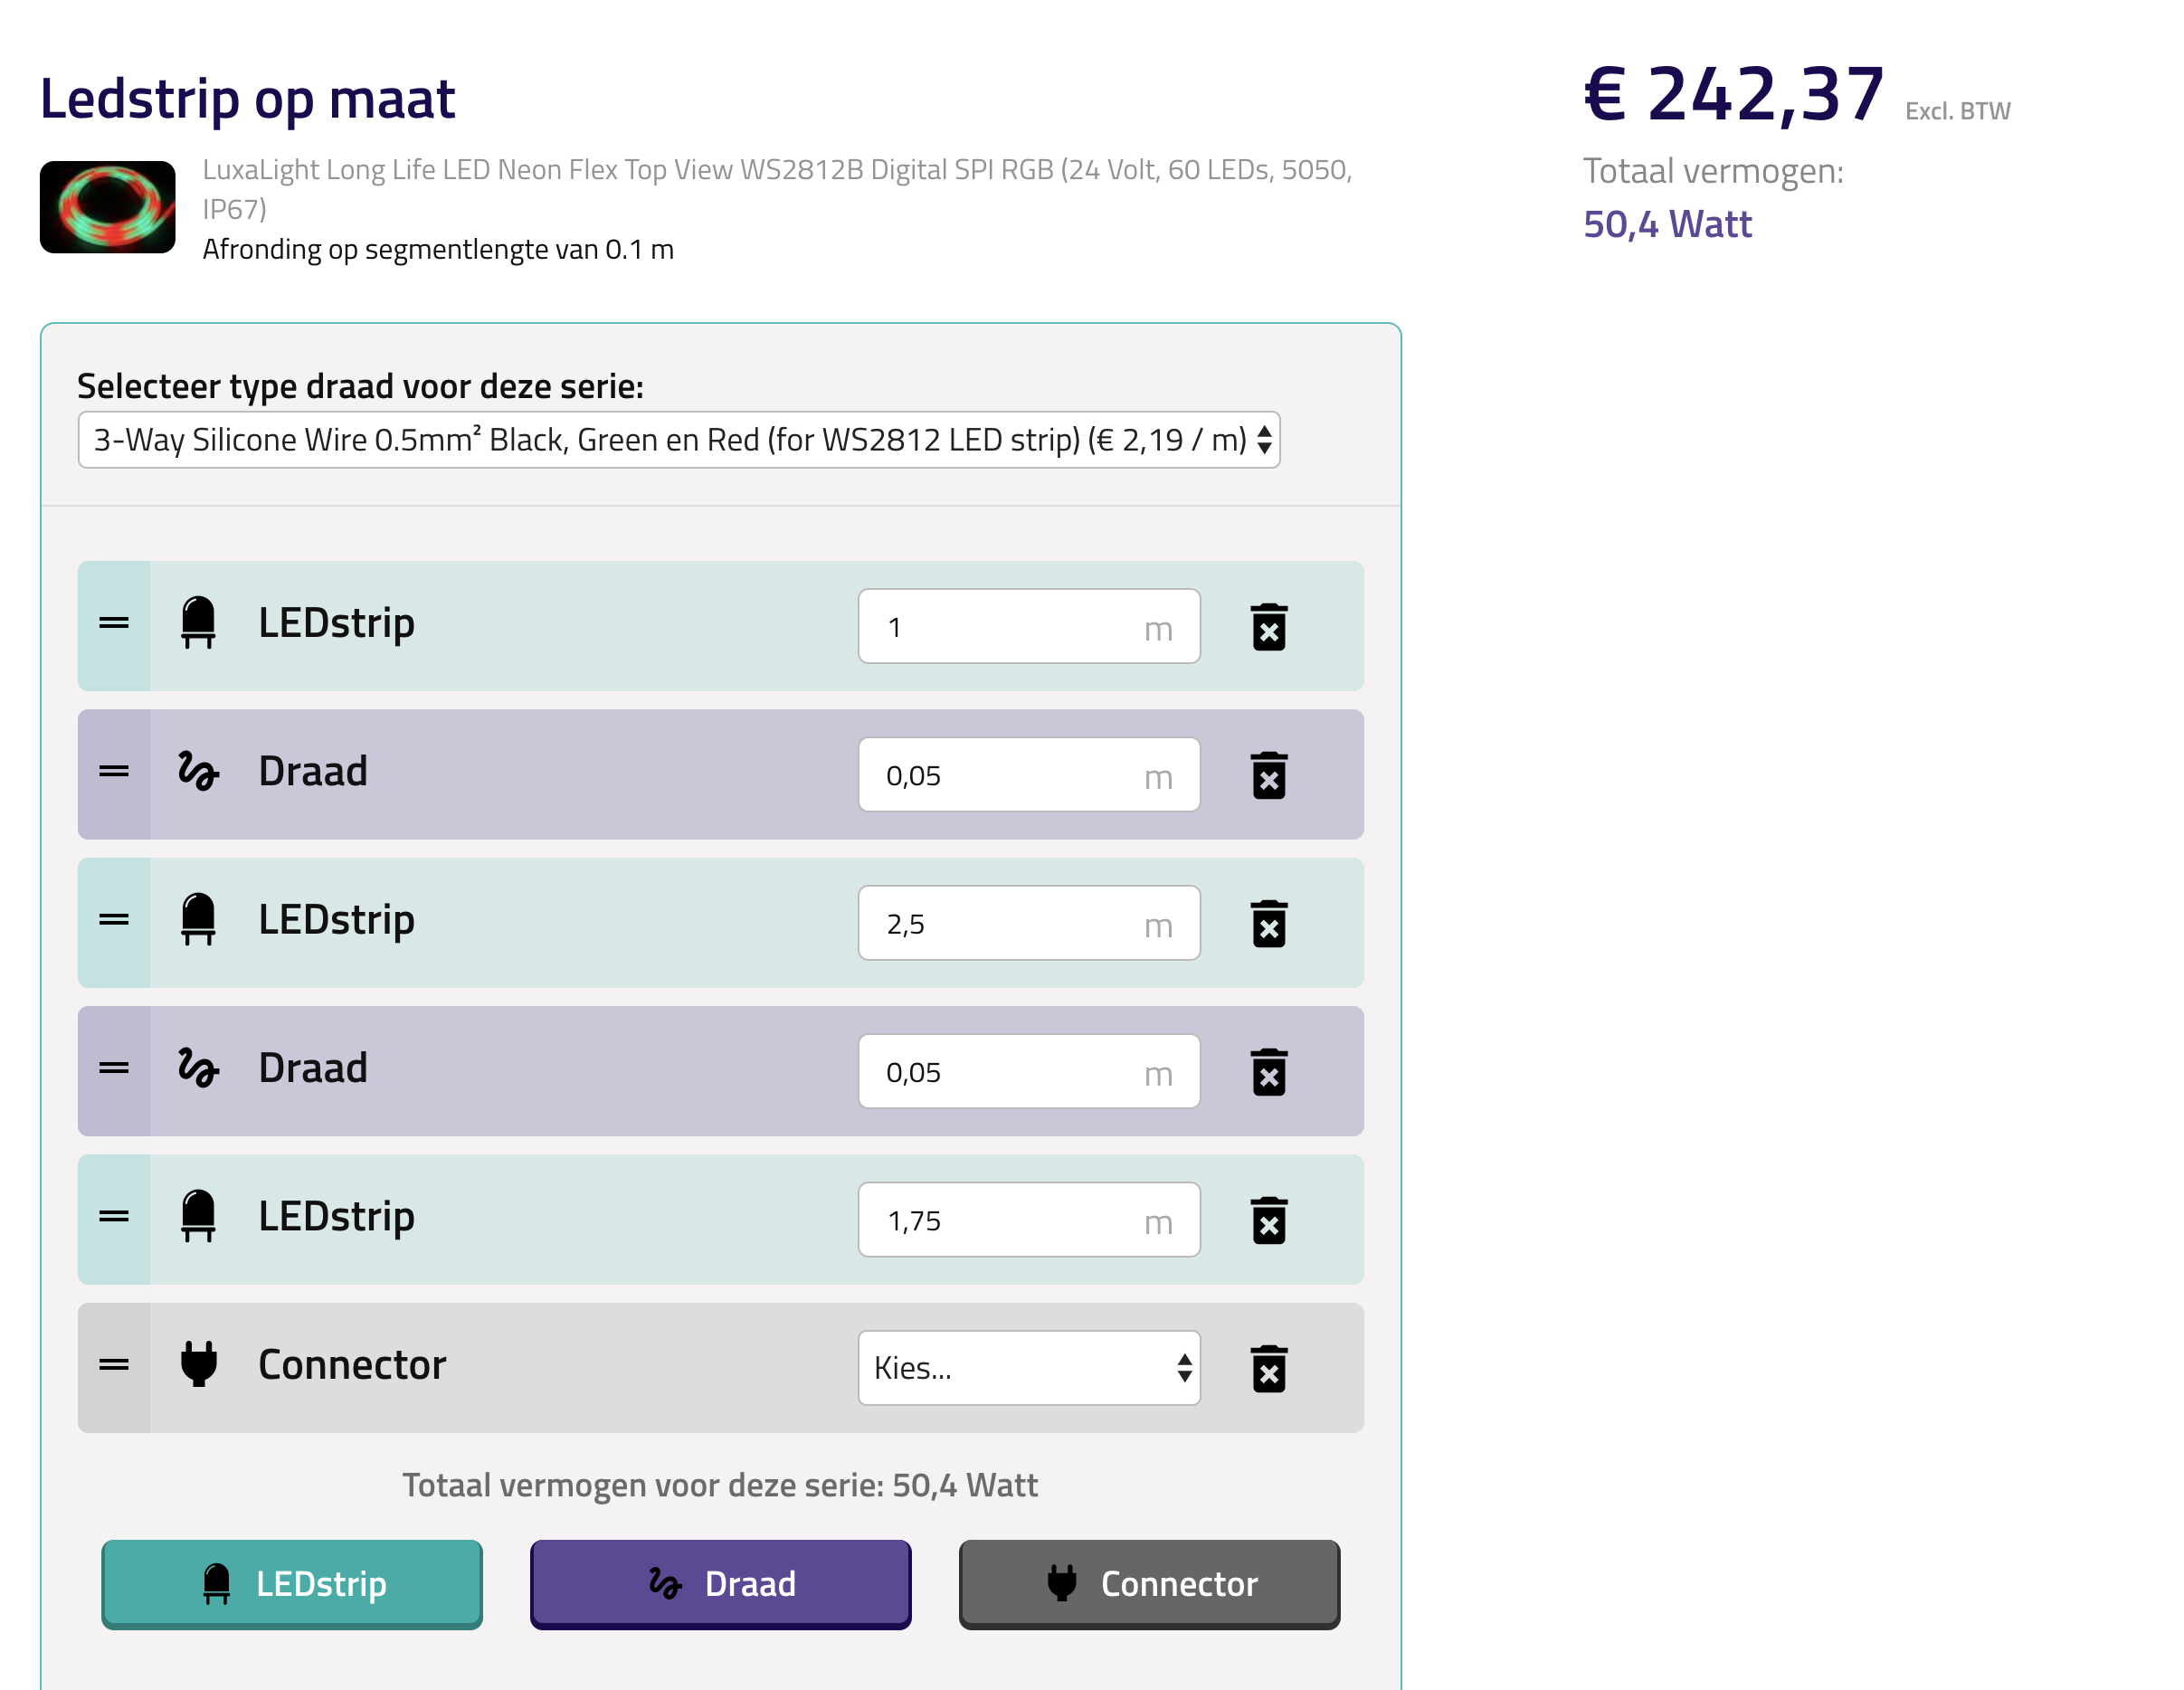 Ledstrip op maat
€ 242,37 Excl. BTW
LuxaLight Long Life LED Neon Flex Top View WS2812B Digital SPI RGB (24 Volt, 60 LEDs, 5050,
IP67)
Afronding op segmentlengte van 0.1 m
Totaal vermogen:
50,4 Watt
Selecteer type draad voor deze serie:
3-Way Silicone Wire 0.5mm² Black, Green en Red (for WS2812 LED strip) (€ 2,19 / m)
LEDstrip 1 m
Draad 0,05 m
LEDstrip 2,5 m
Draad 0,05 m
LEDstrip 1,75 m
Connector Kies...
Totaal vermogen voor deze serie: 50,4 Watt
LEDstrip Draad Connector